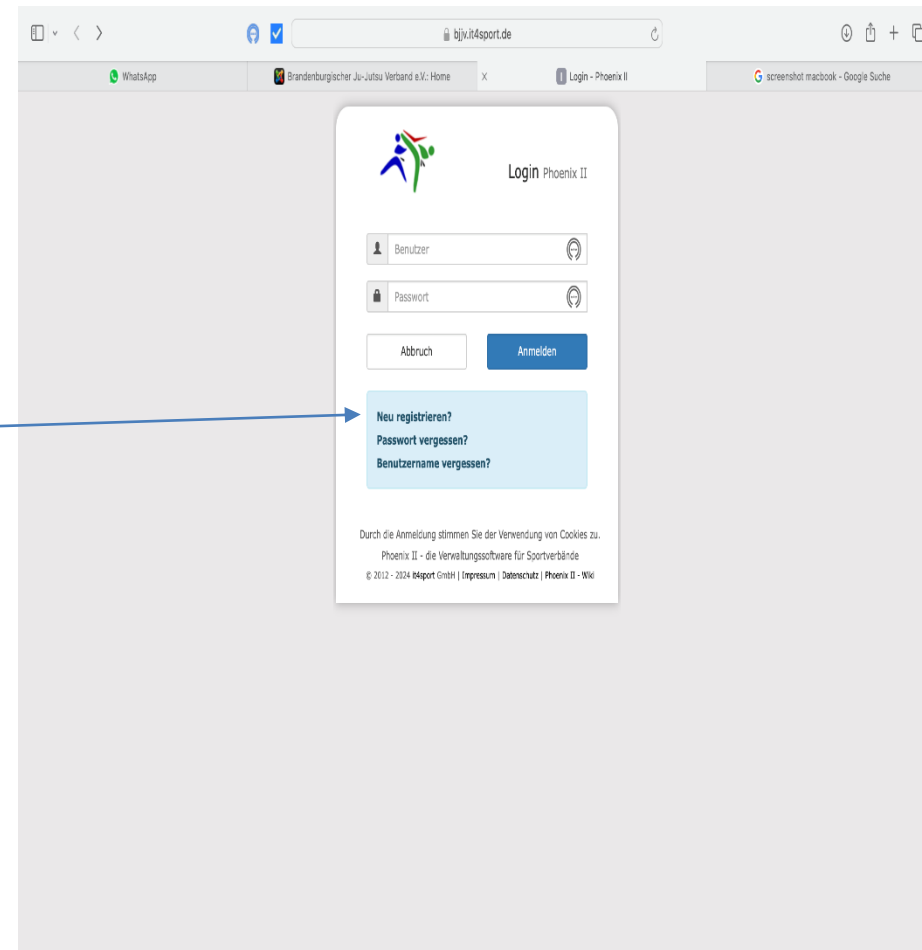 bjjv.it4sport.de
WhatsApp
Brandenburgischer Ju-Jutsu Verband e.V.: Home
Login - Phoenix II
screenshot macbook - Google Suche
Login Phoenix II
Benutzer
Passwort
Abbruch
Anmelden
Neu registrieren?
Passwort vergessen?
Benutzername vergessen?
Durch die Anmeldung stimmen Sie der Verwendung von Cookies zu.
Phoenix II - die Verwaltungssoftware für Sportverbände
© 2012 - 2024 it4sport GmbH | Impressum | Datenschutz | Phoenix II - Wiki